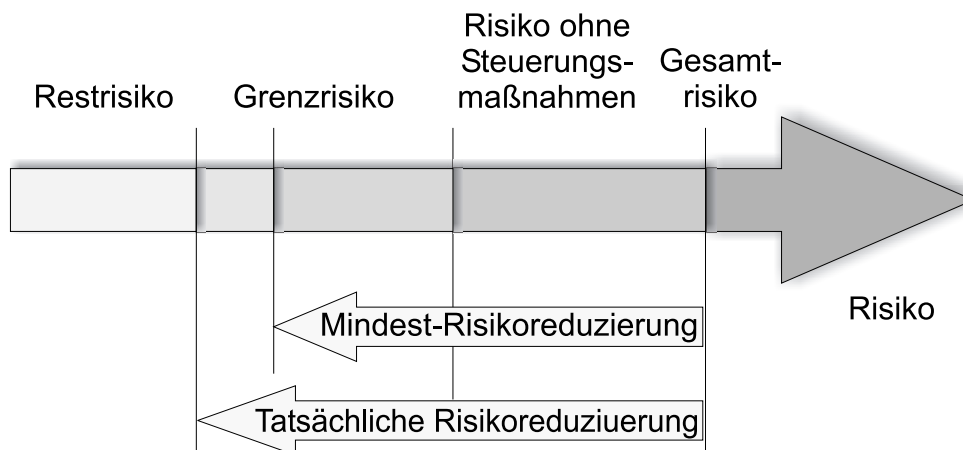 Restrisiko
Grenzrisiko
Risiko ohne
Steuerungs-
maßnahmen
Gesamt-
risiko
Risiko
Mindest-Risikoreduzierung
Tatsächliche Risikoreduziuerung